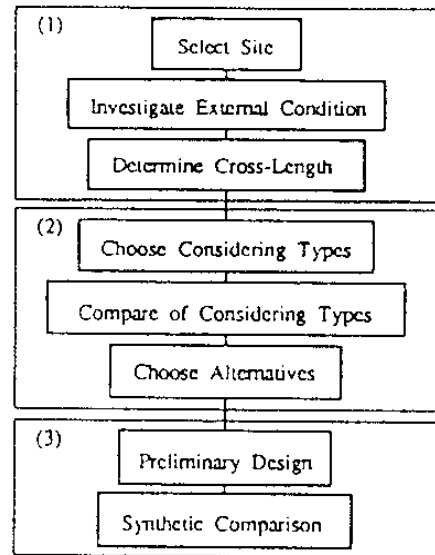 (1)
Select Site
Investigate External Condition
Determine Cross-Length
(2)
Choose Considering Types
Compare of Considering Types
Choose Alternatives
(3)
Preliminary Design
Synthetic Comparison